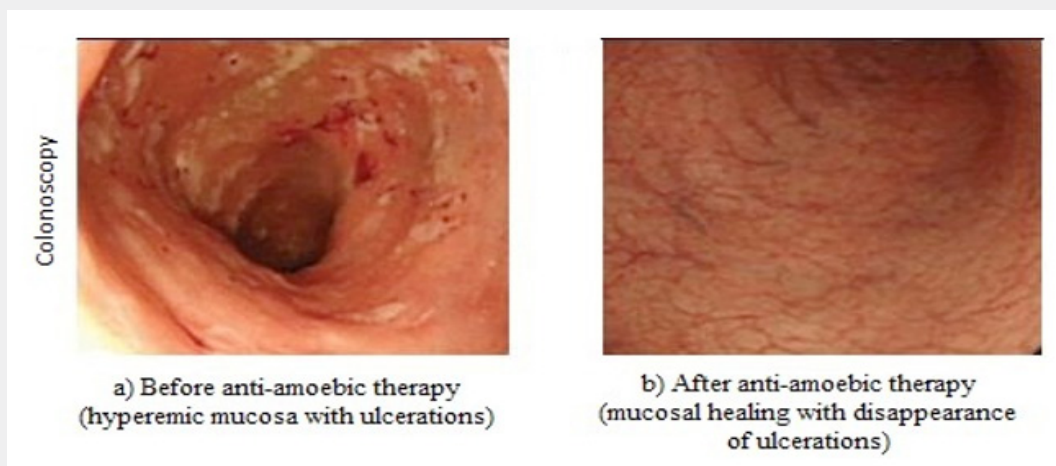 Colonoscopy
a) Before anti-amoebic therapy
(hyperemic mucosa with ulcerations)
b) After anti-amoebic therapy
(mucosal healing with disappearance
of ulcerations)